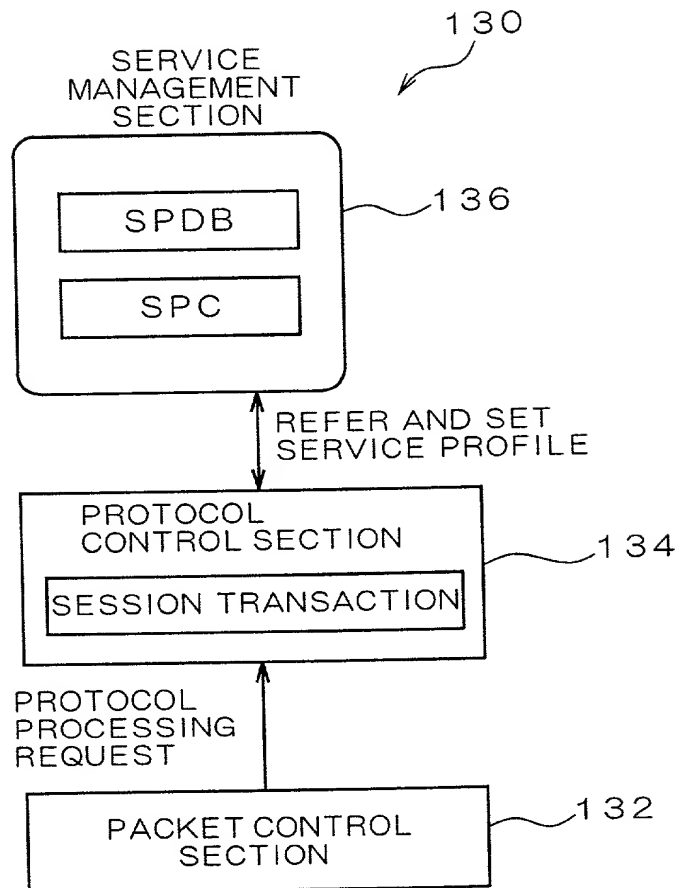 130
SERVICE
MANAGEMENT
SECTION
136
SPDB
SPC
REFER AND SET
SERVICE PROFILE
PROTOCOL
CONTROL SECTION
134
SESSION TRANSACTION
PROTOCOL
PROCESSING
REQUEST
132
PACKET CONTROL
SECTION